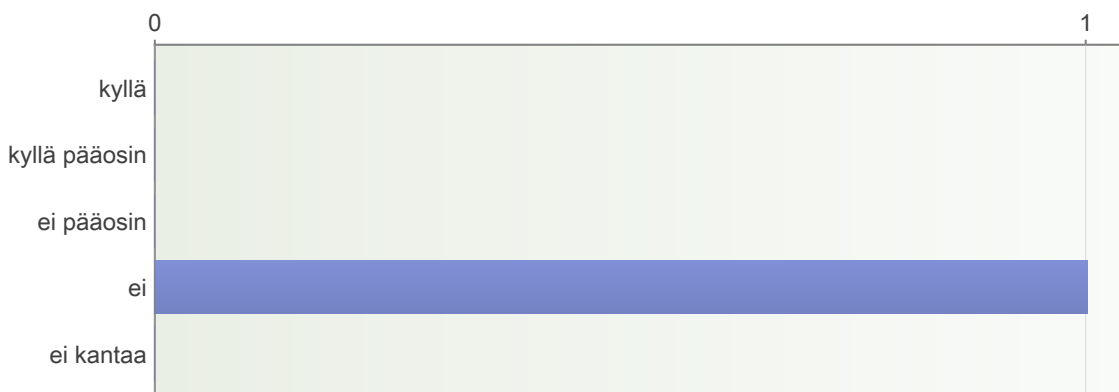 0 1
kyllä
kyllä pääosin
ei pääosin
ei
ei kantaa